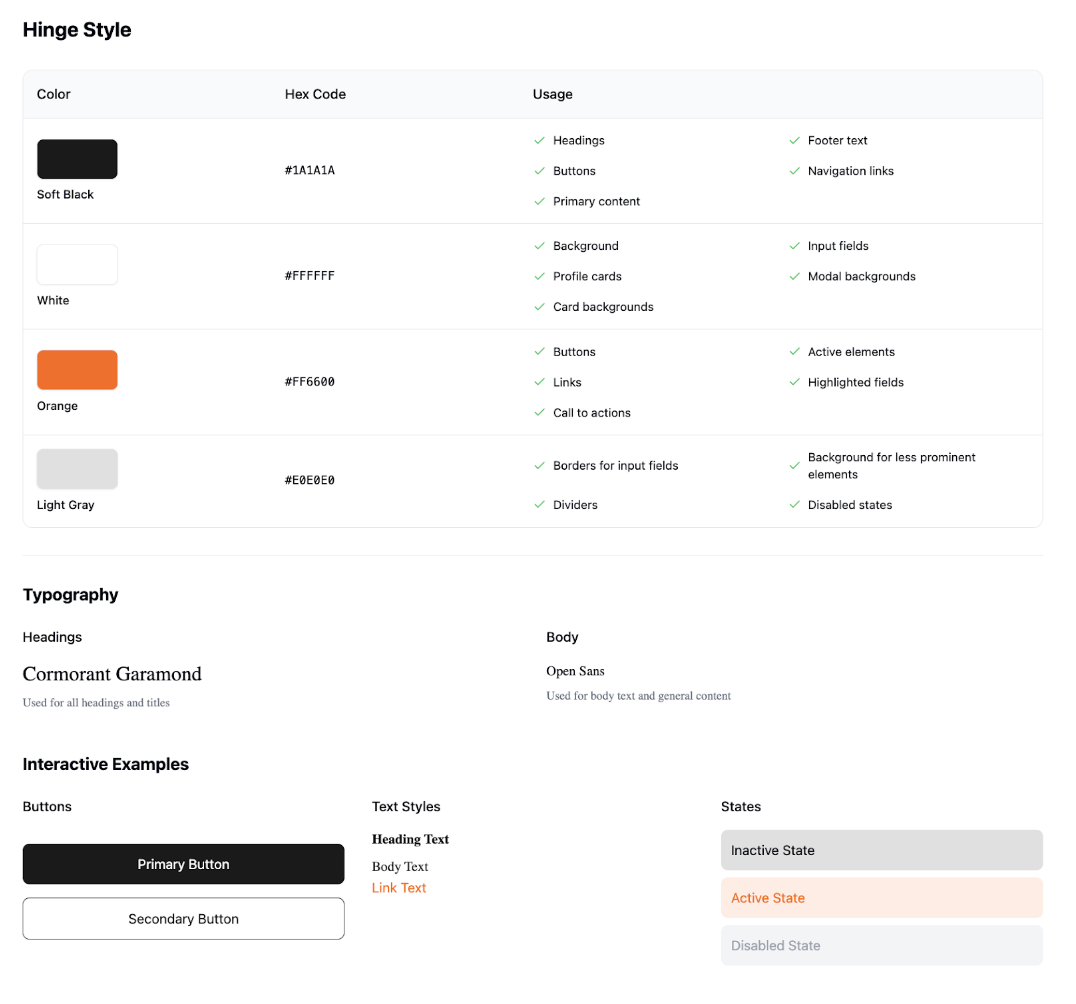 Hinge Style
Color Hex Code Usage
Soft Black
#1A1A1A
Headings
Footer text
Buttons
Navigation links
Primary content
White
#FFFFFF
Background
Input fields
Profile cards
Modal backgrounds
Card backgrounds
Orange
#FF6600
Buttons
Active elements
Links
Highlighted fields
Call to actions
Light Gray
#E0E0E0
Borders for input fields
Background for less prominent
elements
Dividers
Disabled states
Typography
Headings
Cormorant Garamond
Used for all headings and titles
Body
Open Sans
Used for body text and general content
Interactive Examples
Buttons
Primary Button
Secondary Button
Text Styles
Heading Text
Body Text
Link Text
States
Inactive State
Active State
Disabled State